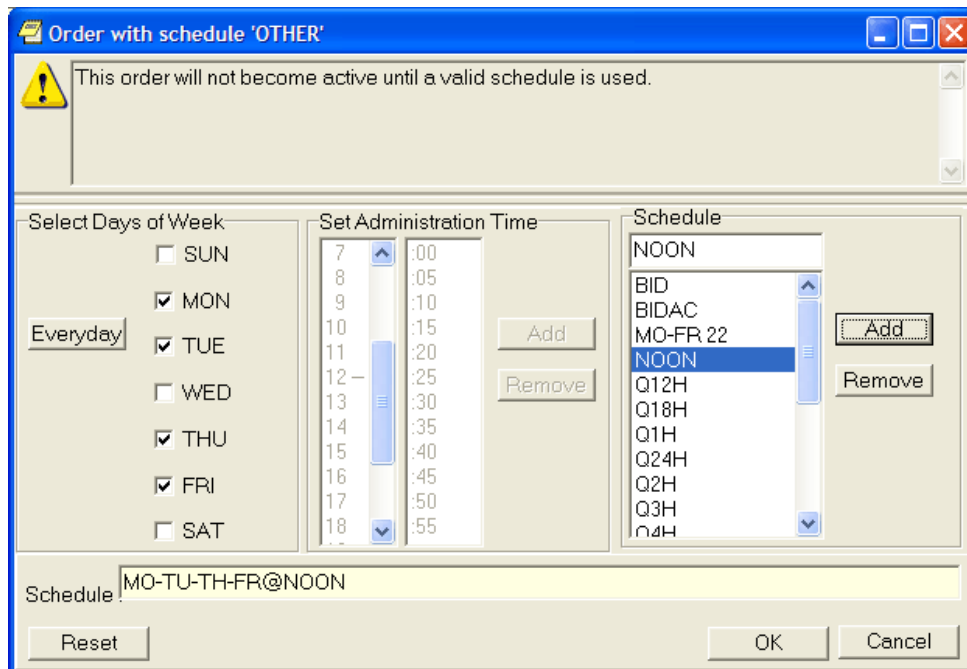 Order with schedule 'OTHER'
This order will not become active until a valid schedule is used.
Select Days of Week
SUN
MON
Everyday
TUE
WED
THU
FRI
SAT
Set Administration Time
7 :00
8 :05
9 :10
10 :15
11 :20
12 – :25
13 :30
14 :35
15 :40
16 :45
17 :50
18 :55
Add
Remove
Schedule
NOON
BID
BIDAC
MO-FR 22
NOON
Q12H
Q18H
Q1H
Q24H
Q2H
Q3H
Q4H
Add
Remove
Schedule : MO-TU-TH-FR@NOON
Reset
OK
Cancel